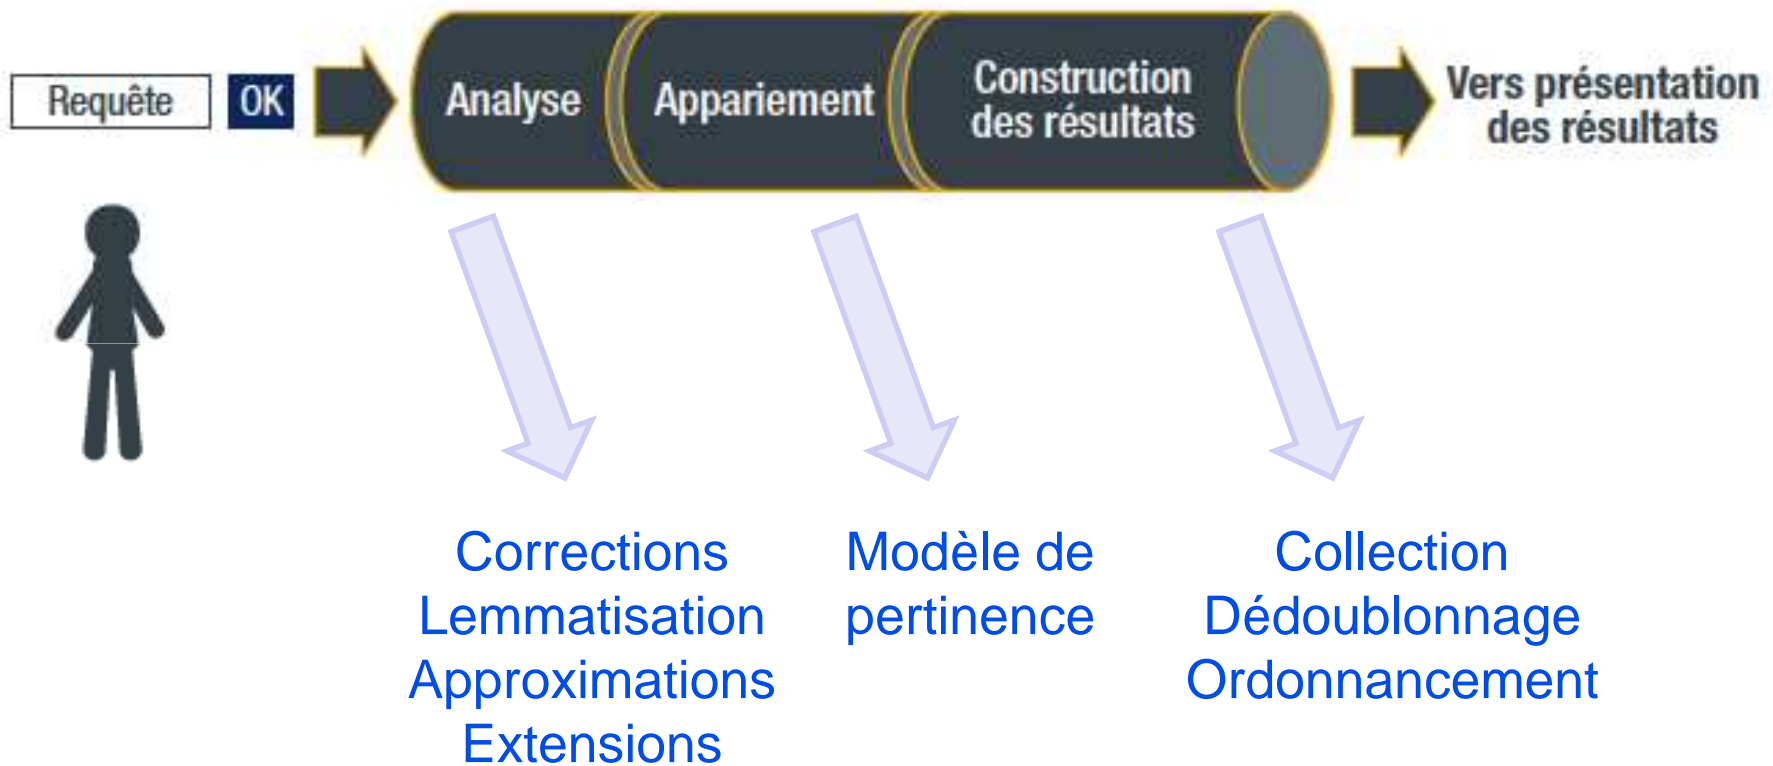 Requête
OK
Analyse
Appariement
Construction
des résultats
Vers présentation
des résultats
Corrections
Lemmatisation
Approximations
Extensions
Modèle de
pertinence
Collection
Dédoublonnage
Ordonnancement